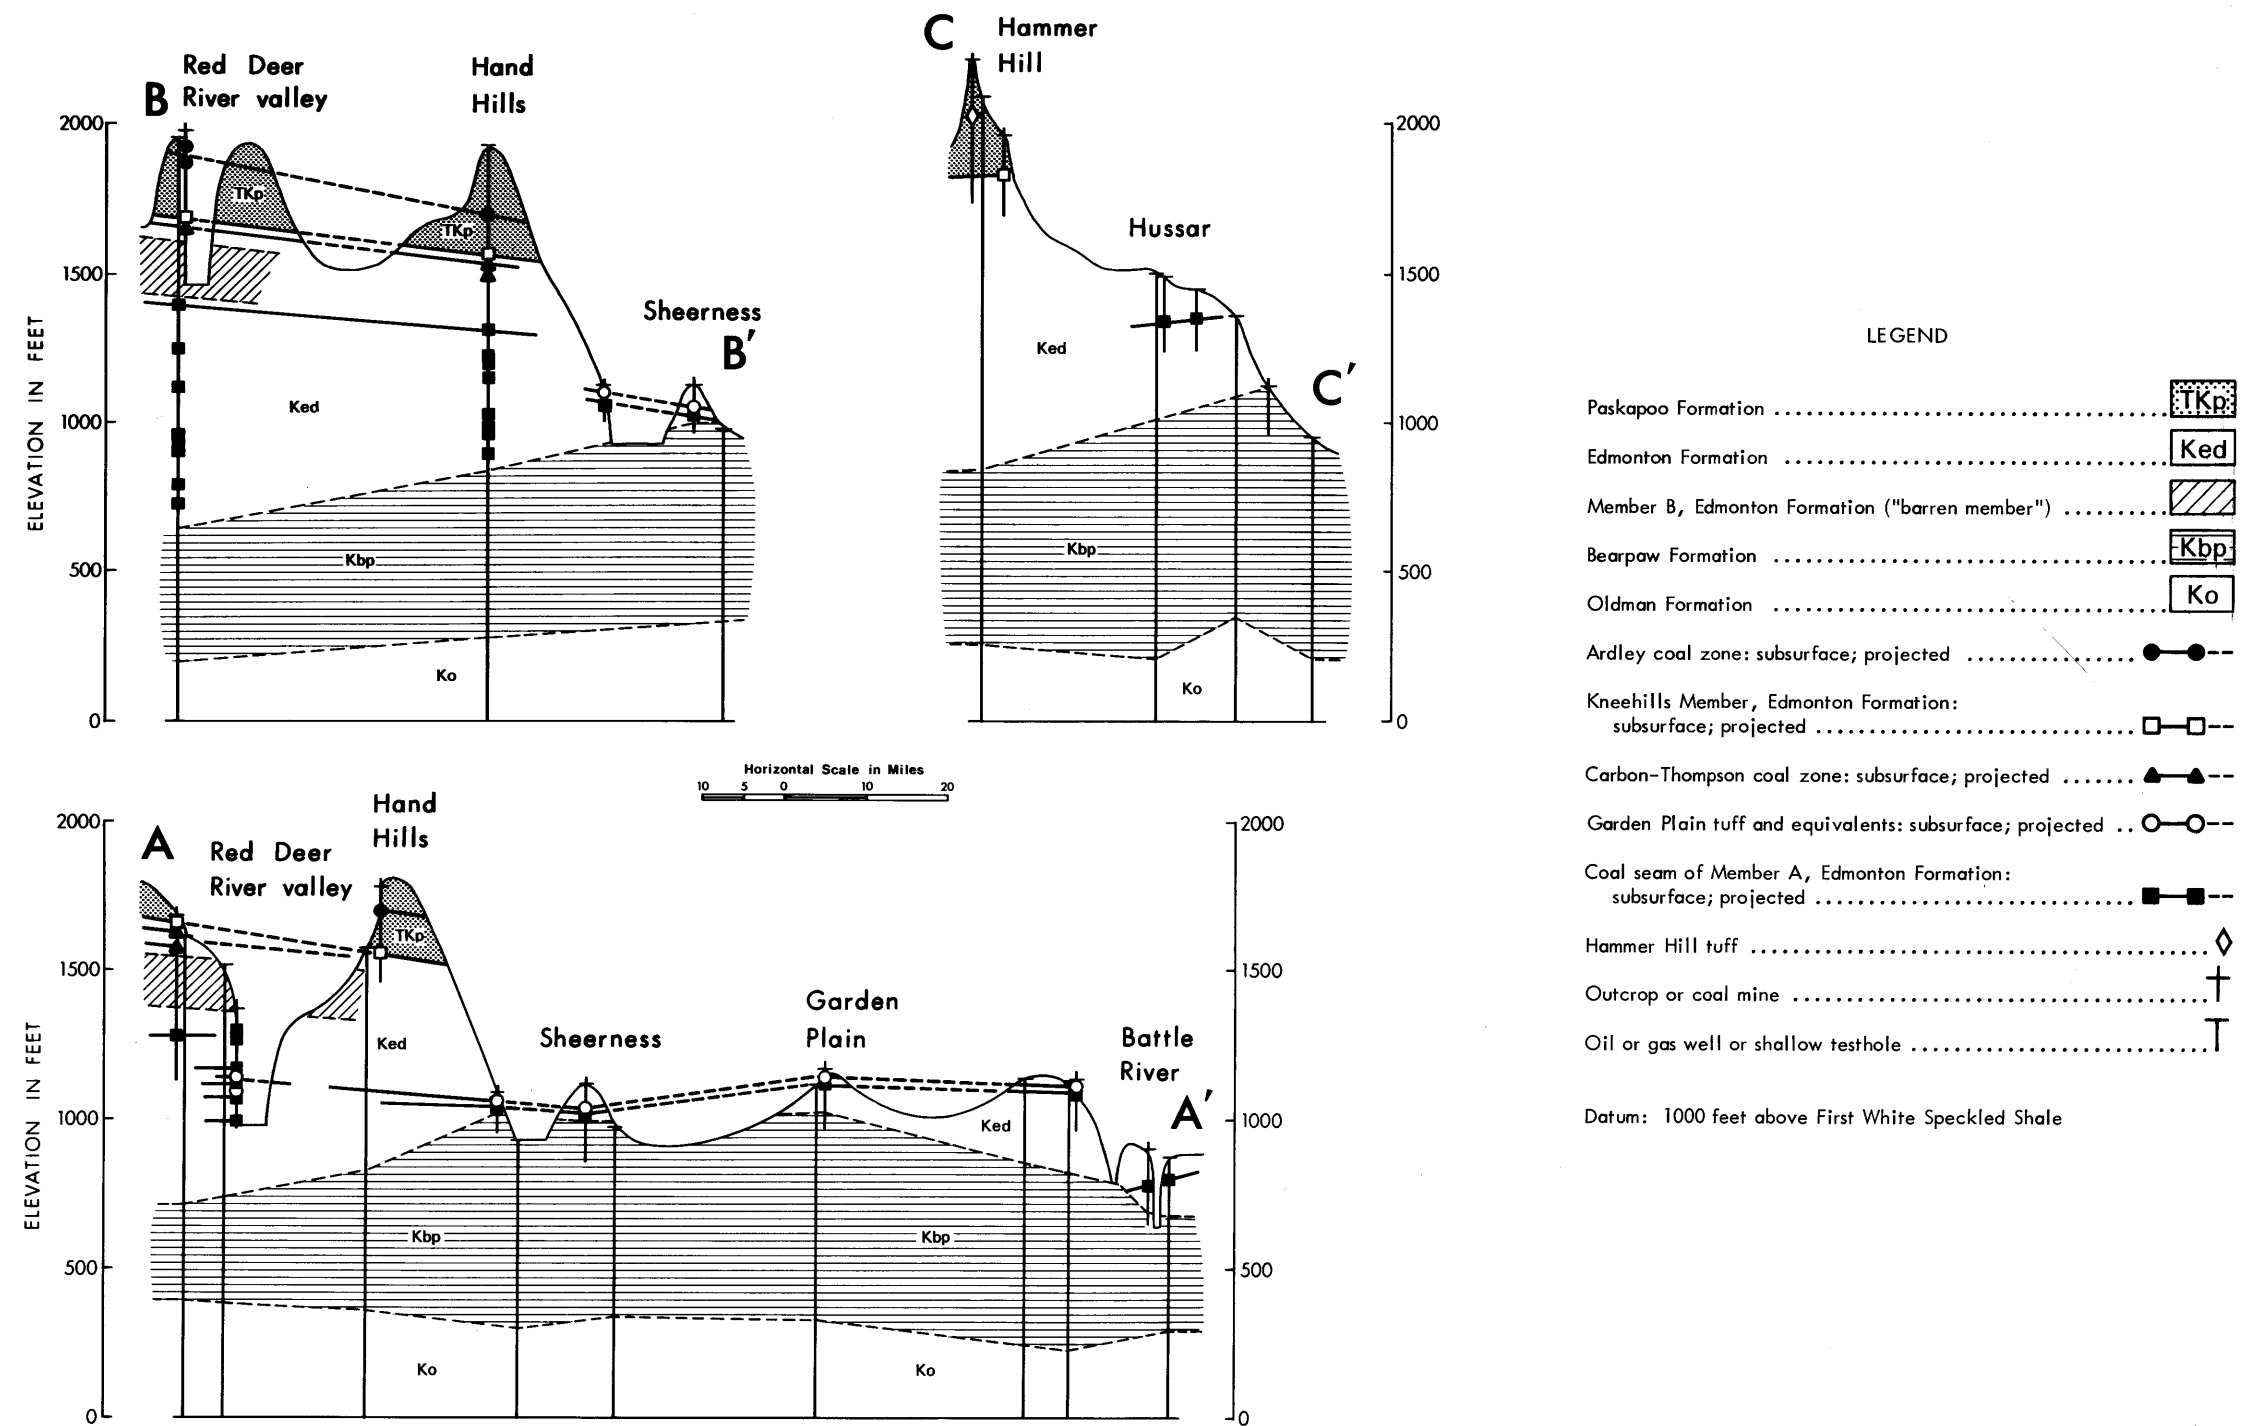 B
Red Deer
River valley
Hand
Hills
Sheerness
B′
ELEVATION IN FEET
2000
1500
1000
500
0
TKp
TKp
Ked
Kbp
Ko
C
Hammer
Hill
Hussar
C′
2000
1500
1000
500
0
Ked
Kbp
Ko
Horizontal Scale in Miles
10 5 0 10 20
A
Red Deer
River valley
Hand
Hills
Sheerness
Garden
Plain
Battle
River
A′
ELEVATION IN FEET
2000
1500
1000
500
0
2000
1500
1000
500
0
TKp
Ked
Ked
Kbp
Kbp
Ko
Ko
LEGEND
Paskapoo Formation TKp
Edmonton Formation Ked
Member B, Edmonton Formation ("barren member")
Bearpaw Formation Kbp
Oldman Formation Ko
Ardley coal zone: subsurface; projected
Kneehills Member, Edmonton Formation:
subsurface; projected
Carbon-Thompson coal zone: subsurface; projected
Garden Plain tuff and equivalents: subsurface; projected
Coal seam of Member A, Edmonton Formation:
subsurface; projected
Hammer Hill tuff
Outcrop or coal mine
Oil or gas well or shallow testhole
Datum: 1000 feet above First White Speckled Shale